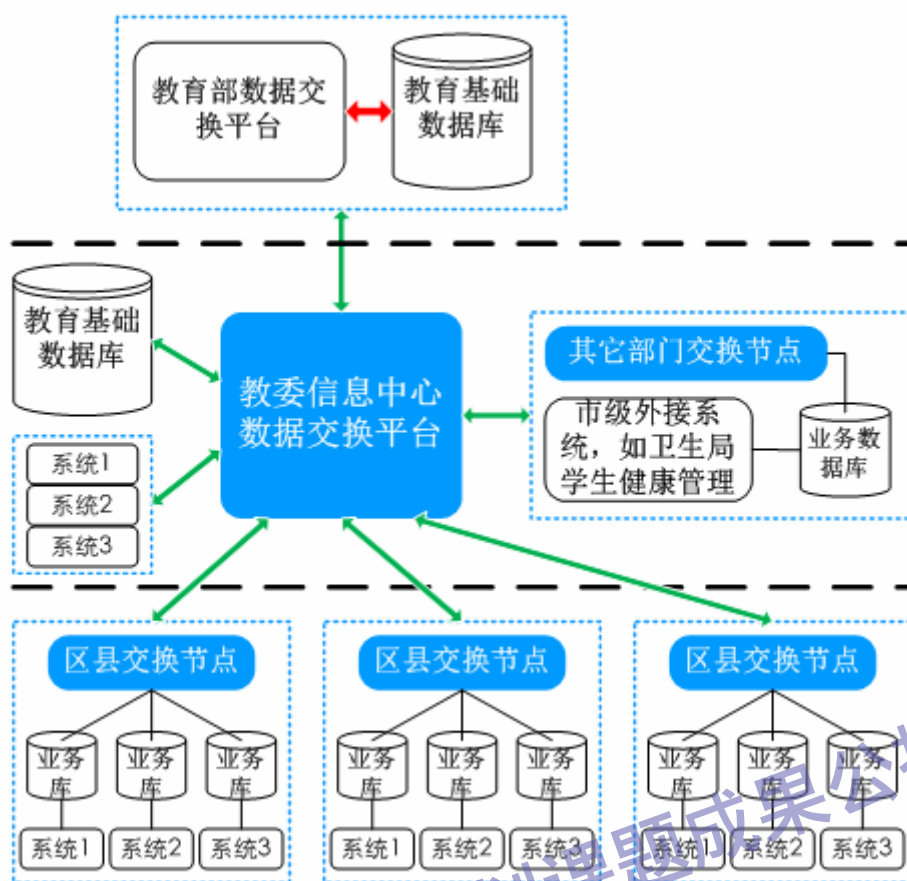 教育部数据交
换平台
教育基础
数据库
教育基础
数据库
系统1
系统2
系统3
教委信息中心
数据交换平台
其它部门交换节点
市级外接系
统，如卫生局
学生健康管理
业务数
据库
区县交换节点
业务
库
业务
库
业务
库
系统1
系统2
系统3
区县交换节点
业务
库
业务
库
业务
库
系统1
系统2
系统3
区县交换节点
业务
库
业务
库
业务
库
系统1
系统2
系统3
课题成果公